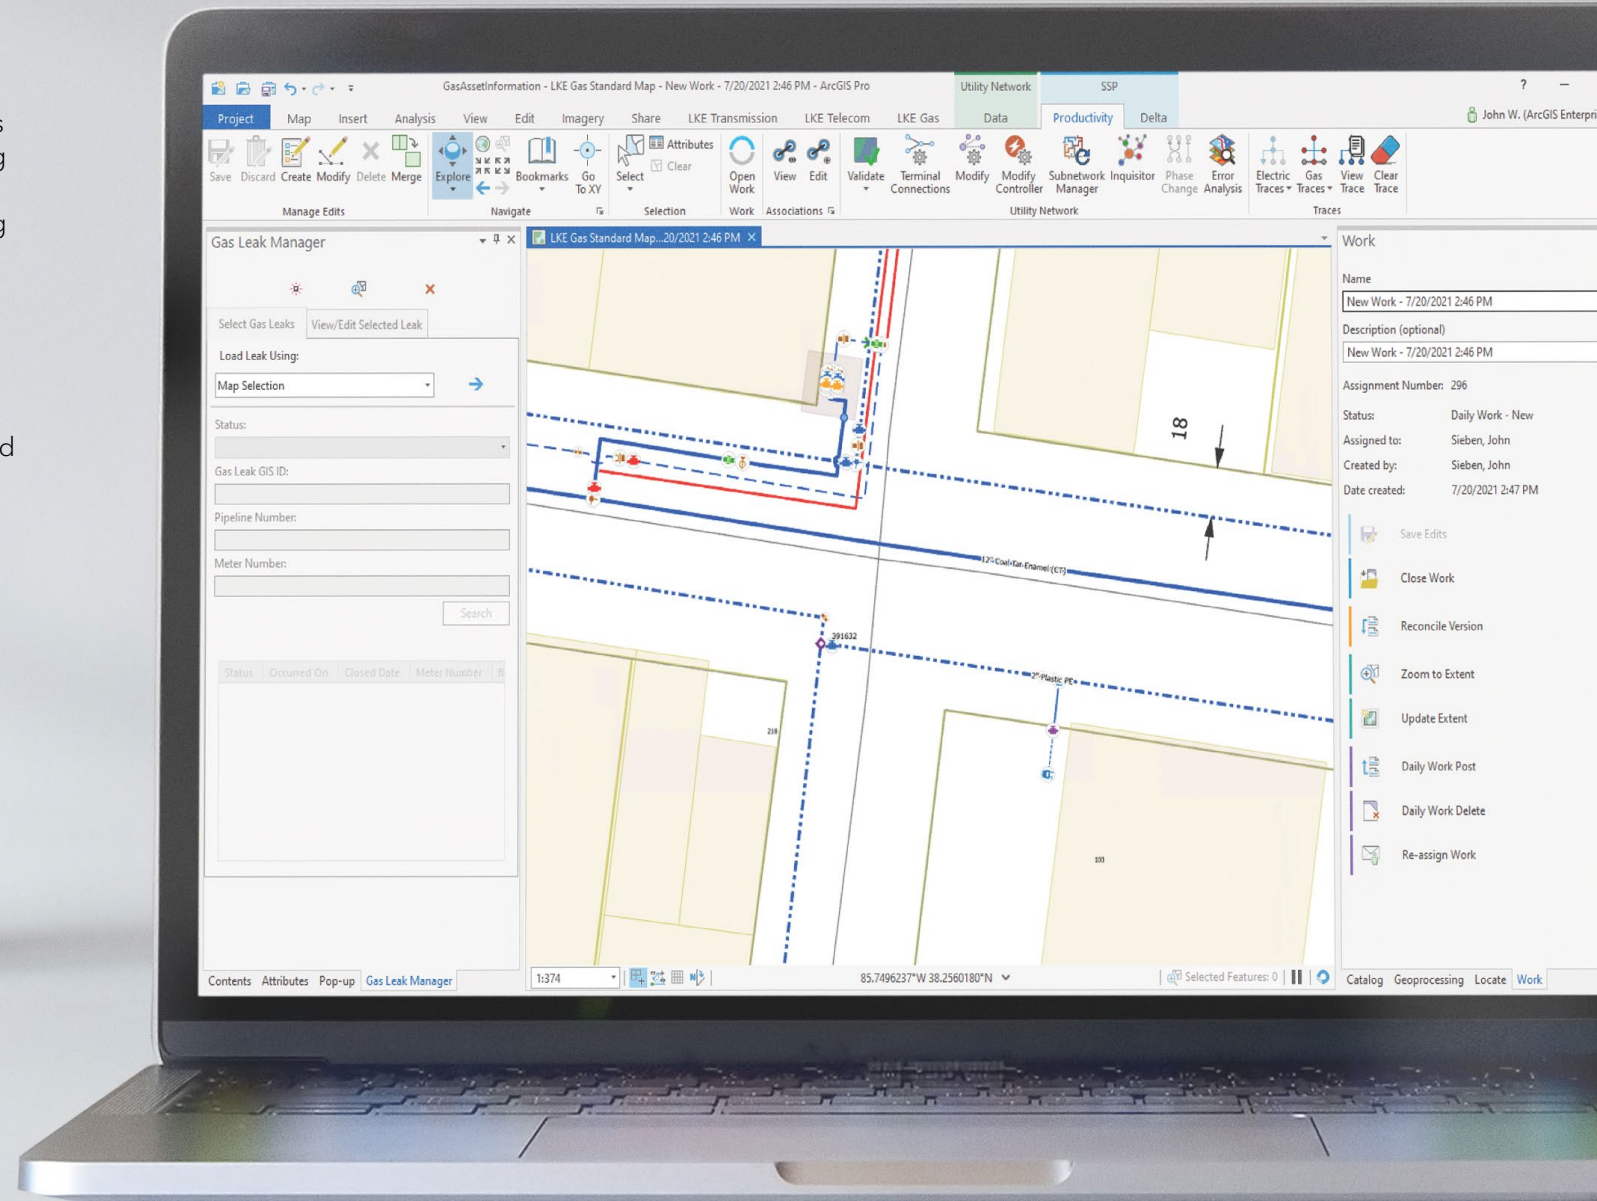 s
g
g
d
GasAssetInformation - LKE Gas Standard Map - New Work - 7/20/2021 2:46 PM - ArcGIS Pro
Utility Network
SSP
?
Project Map Insert Analysis View Edit Imagery Share LKE Transmission LKE Telecom LKE Gas Data Productivity Delta
John W. (ArcGIS Enterpri
Save Discard Create Modify Delete Merge
Explore Bookmarks Go To XY
Select Attributes
Clear
Open Work
View Edit
Validate Terminal Connections Modify Modify Controller Subnetwork Manager Inquisitor Phase Change Error Analysis
Electric Traces Gas Traces View Trace Clear Trace
Manage Edits Navigate Selection Work Associations Utility Network Traces
Gas Leak Manager
Select Gas Leaks View/Edit Selected Leak
Load Leak Using:
Map Selection
Status:
Gas Leak GIS ID:
Pipeline Number:
Meter Number:
Search
Status Occurred On Closed Date Meter Number
Contents Attributes Pop-up Gas Leak Manager
LKE Gas Standard Map...20/2021 2:46 PM
18
12"-Coal-Tar-Enamel-(CT)
391632
2"-Plastic PE
218
103
1:374
85.7496237°W 38.2560180°N
Selected Features: 0
Work
Name
New Work - 7/20/2021 2:46 PM
Description (optional)
New Work - 7/20/2021 2:46 PM
Assignment Number: 296
Status: Daily Work - New
Assigned to: Sieben, John
Created by: Sieben, John
Date created: 7/20/2021 2:47 PM
Save Edits
Close Work
Reconcile Version
Zoom to Extent
Update Extent
Daily Work Post
Daily Work Delete
Re-assign Work
Catalog Geoprocessing Locate Work